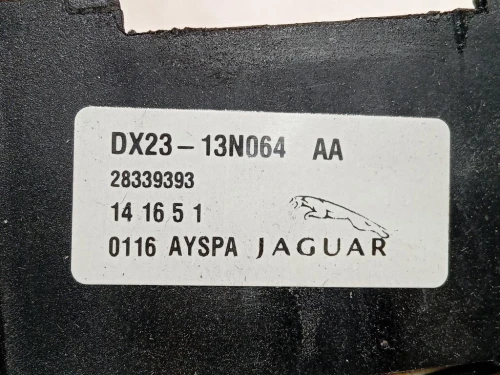 DX23-13N064 AA
28339393
14 16 5 1
0116 AYSPA JAGUAR